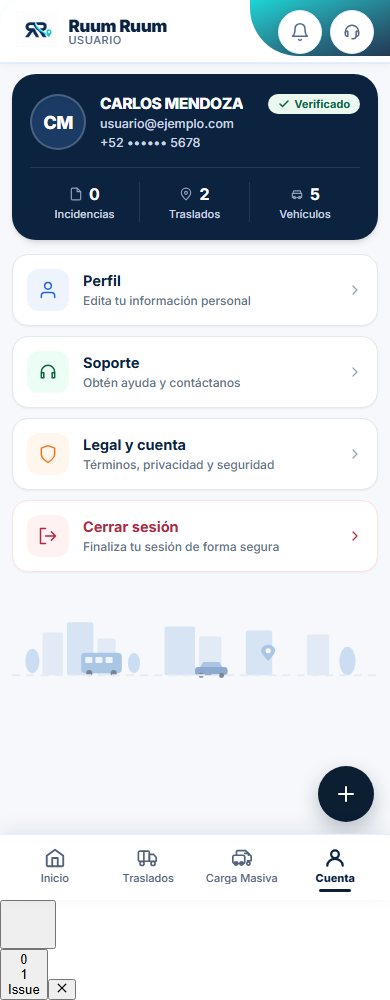 Ruum Ruum
USUARIO
CM
CARLOS MENDOZA
Verificado
usuario@ejemplo.com
+52 •••••• 5678
0
Incidencias
2
Traslados
5
Vehículos
Perfil
Edita tu información personal
Soporte
Obtén ayuda y contáctanos
Legal y cuenta
Términos, privacidad y seguridad
Cerrar sesión
Finaliza tu sesión de forma segura
Inicio
Traslados
Carga Masiva
Cuenta
0
1
Issue